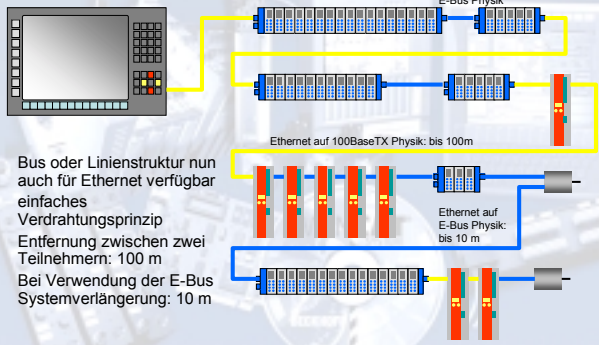 E-Bus Physik
Ethernet auf 100BaseTX Physik: bis 100m
Bus oder Linienstruktur nun
auch für Ethernet verfügbar
einfaches
Verdrahtungsprinzip
Entfernung zwischen zwei
Teilnehmern: 100 m
Bei Verwendung der E-Bus
Systemverlängerung: 10 m
Ethernet auf
E-Bus Physik:
bis 10 m